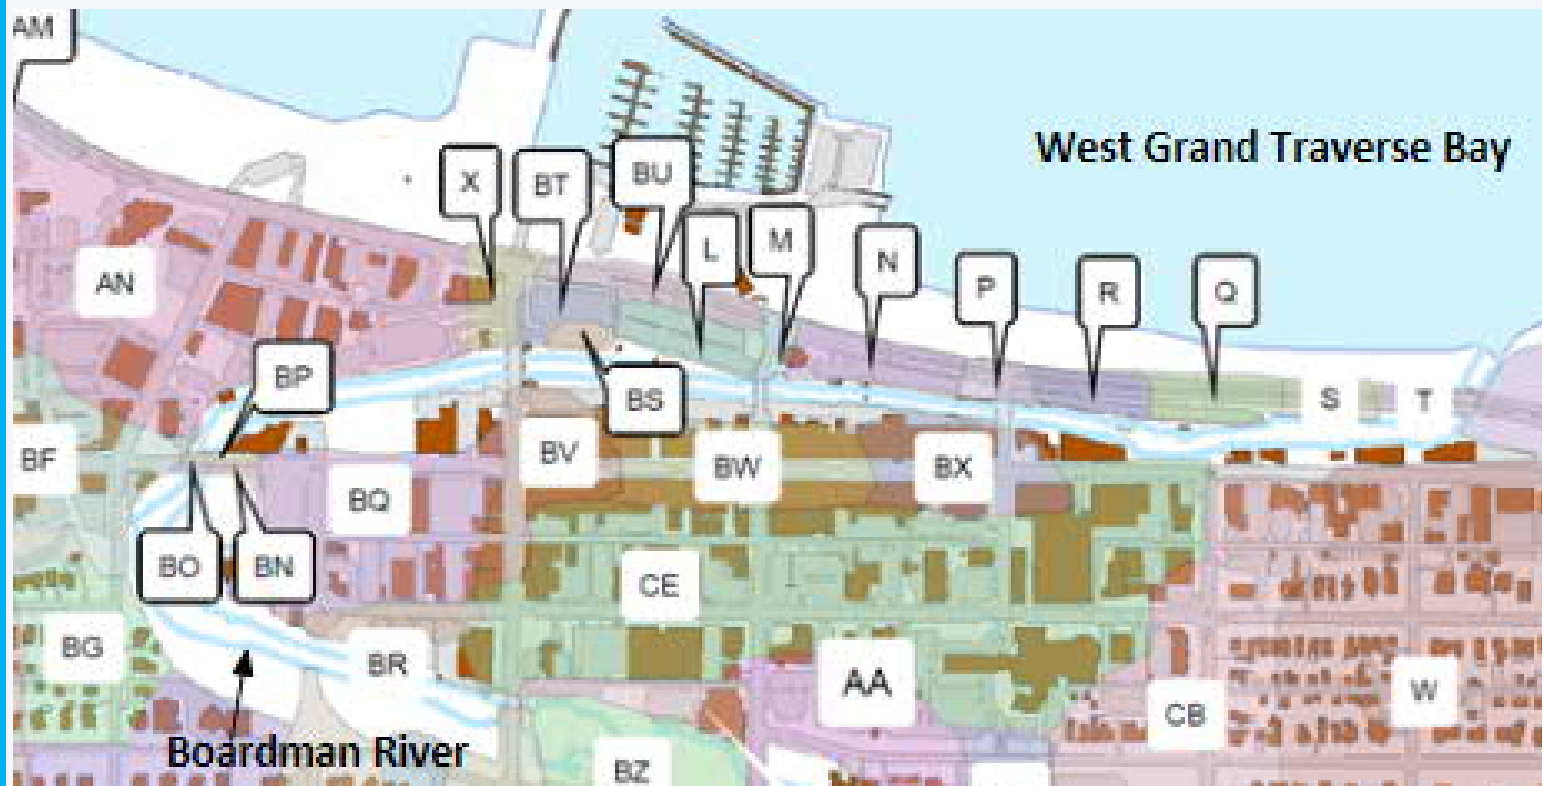 AM
West Grand Traverse Bay
X
BT
BU
L
M
N
P
R
Q
AN
BP
BS
S
T
BF
BV
BW
BX
BQ
BO
BN
CE
BG
BR
AA
W
CB
Boardman River
BZ